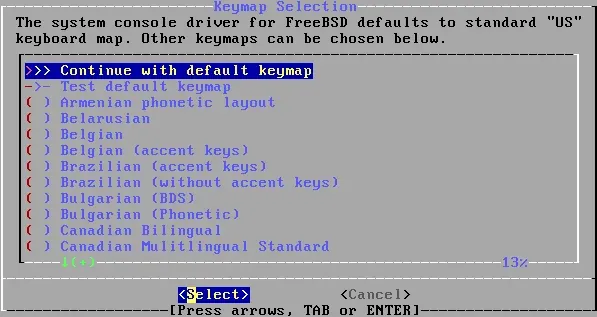 Keymap Selection
The system console driver for FreeBSD defaults to standard "US"
keyboard map. Other keymaps can be chosen below.
>>> Continue with default keymap
->- Test default keymap
( ) Armenian phonetic layout
( ) Belarusian
( ) Belgian
( ) Belgian (accent keys)
( ) Brazilian (accent keys)
( ) Brazilian (without accent keys)
( ) Bulgarian (BDS)
( ) Bulgarian (Phonetic)
( ) Canadian Bilingual
( ) Canadian Mulitlingual Standard
l(+) 13%
<Select> <Cancel>
[Press arrows, TAB or ENTER]